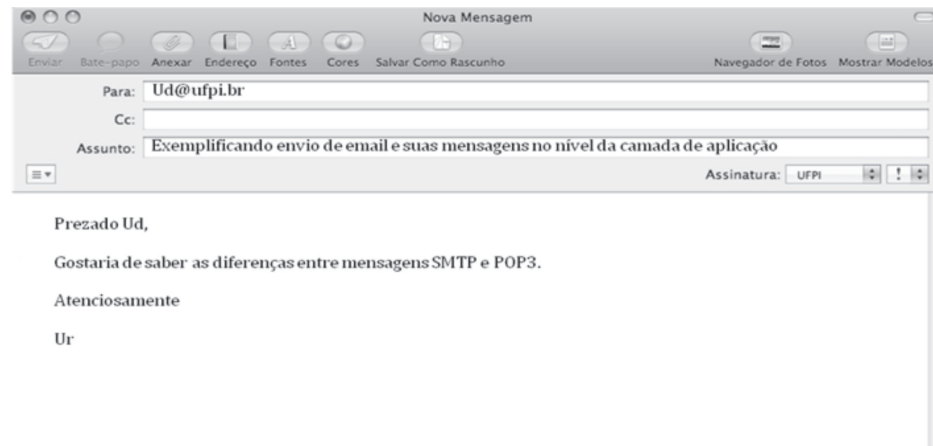 Nova Mensagem
Enviar Bate-papo Anexar Endereço Fontes Cores Salvar Como Rascunho Navegador de Fotos Mostrar Modelos
Para: Ud@ufpi.br
Cc:
Assunto: Exemplificando envio de email e suas mensagens no nível da camada de aplicação
Assinatura: UFPI !
Prezado Ud,
Gostaria de saber as diferenças entre mensagens SMTP e POP3.
Atenciosamente
Ur